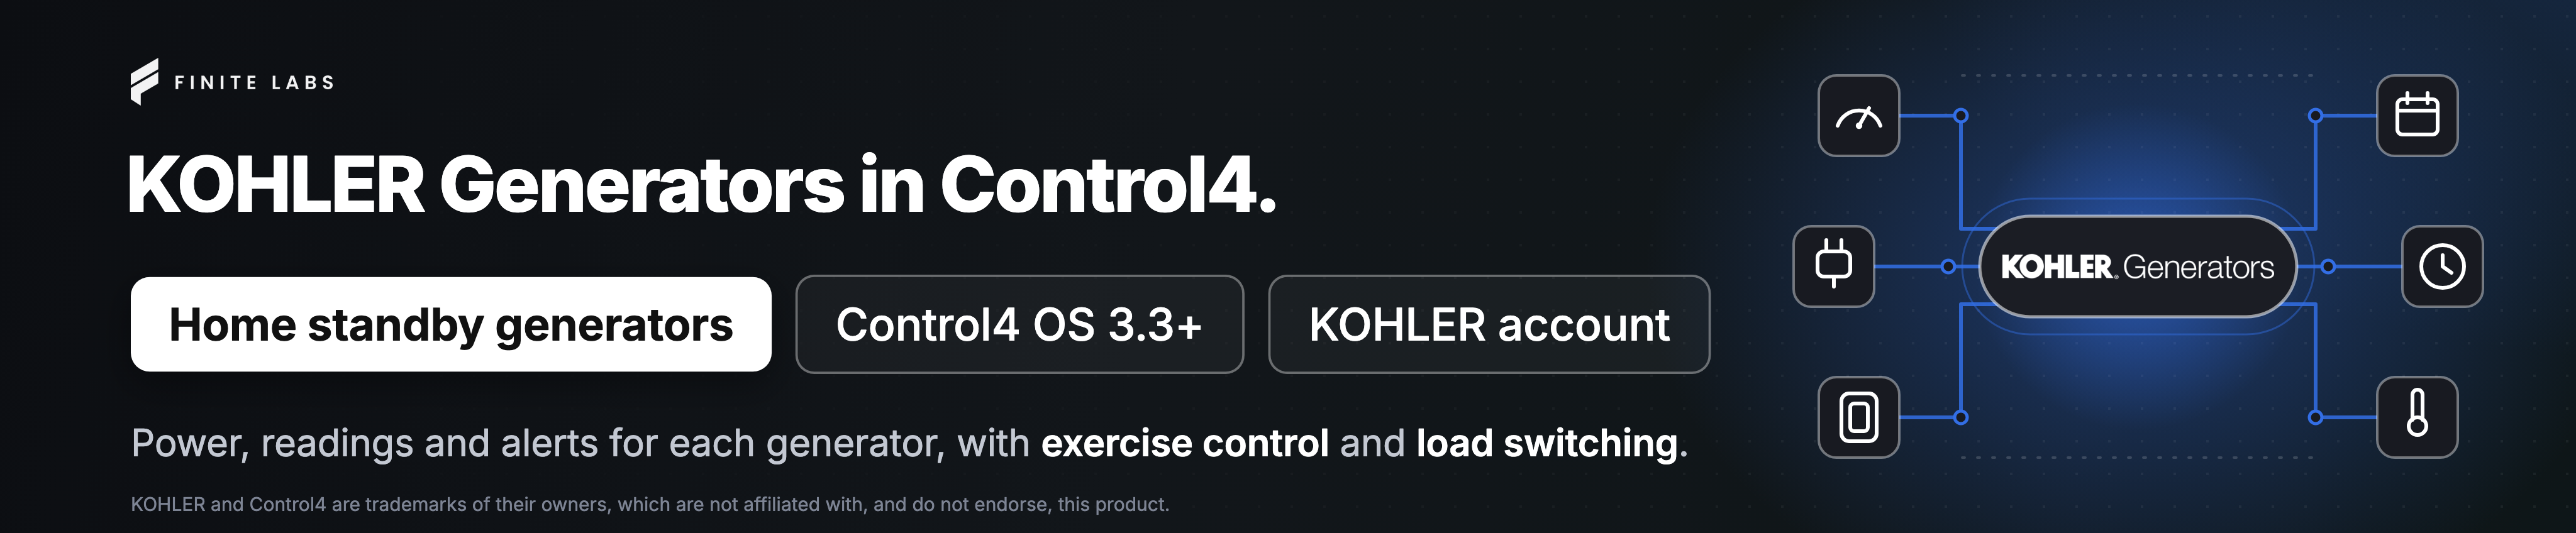 FINITE LABS
KOHLER Generators in Control4.
Home standby generators
Control4 OS 3.3+
KOHLER account
Power, readings and alerts for each generator, with exercise control and load switching.
KOHLER and Control4 are trademarks of their owners, which are not affiliated with, and do not endorse, this product.
KOHLER® Generators